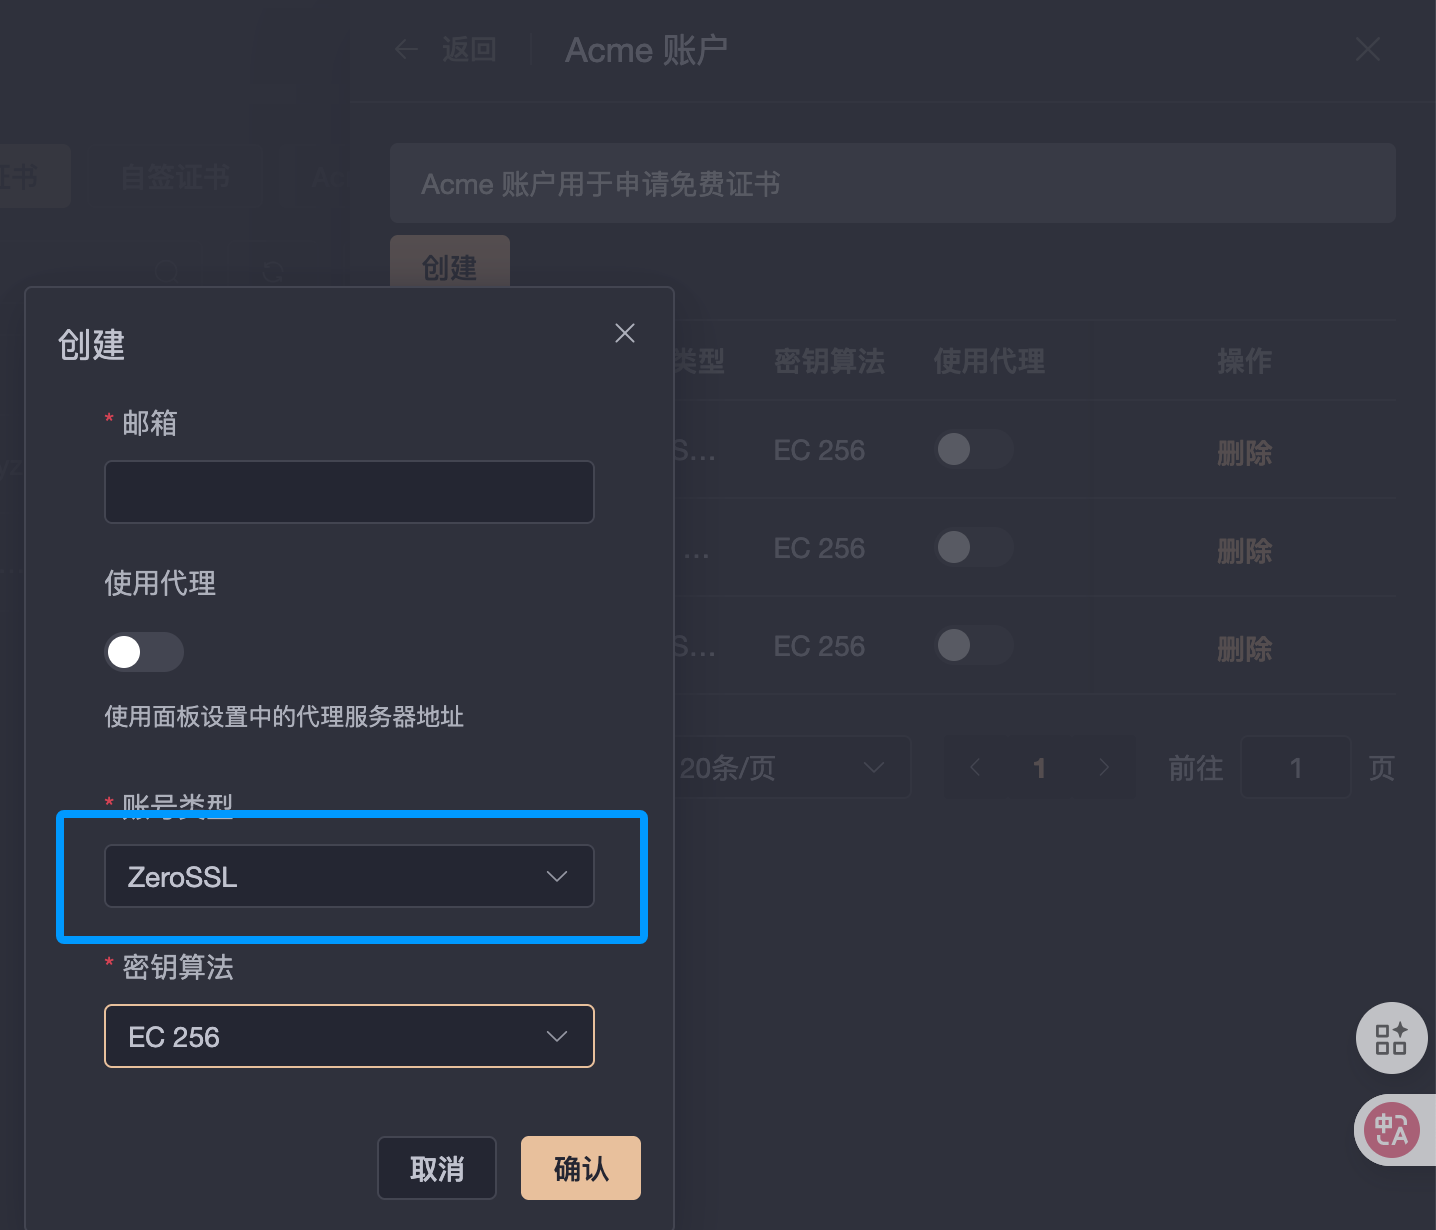 返回
Acme 账户
证书
自签证书
Acme 账户用于申请免费证书
创建
创建
类型
密钥算法
使用代理
操作
* 邮箱
S...
EC 256
删除
...
EC 256
删除
使用代理
S...
EC 256
删除
使用面板设置中的代理服务器地址
20条/页
1
前往
1
页
* 账号类型
ZeroSSL
* 密钥算法
EC 256
取消
确认
中A